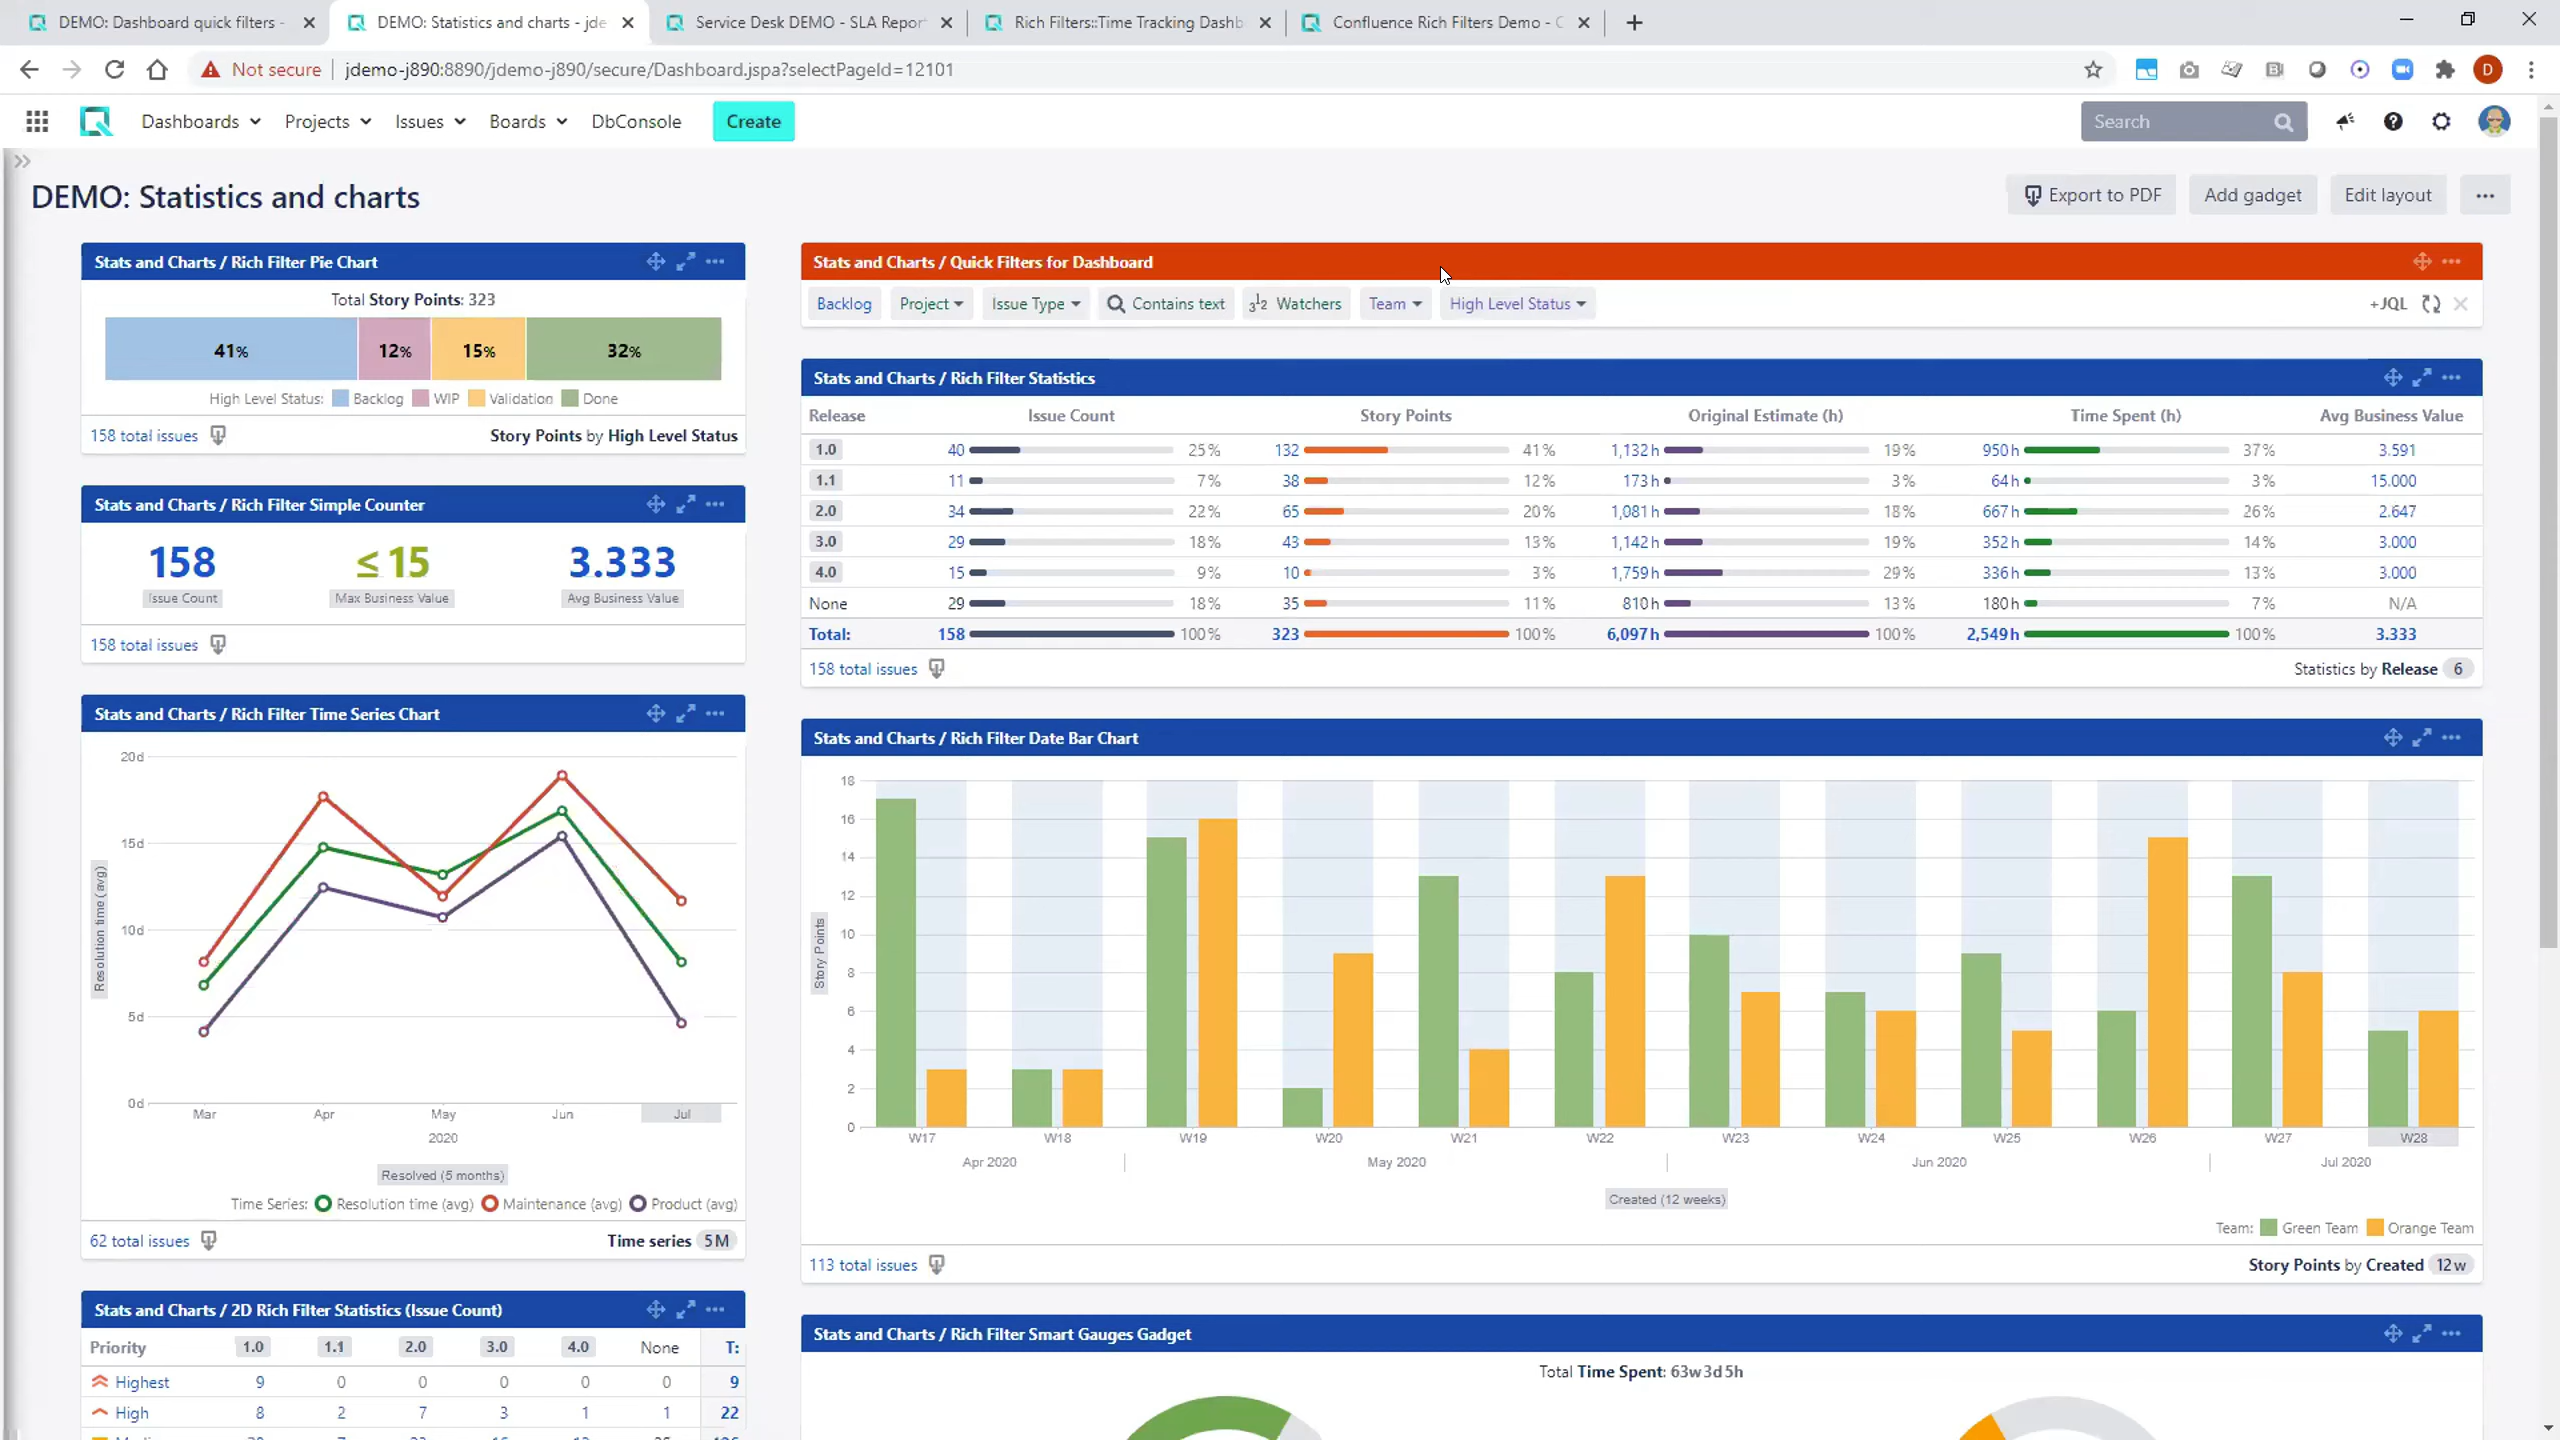 DEMO: Dashboard quick filters -
DEMO: Statistics and charts - jde
Service Desk DEMO - SLA Report
Rich Filters::Time Tracking Dashb
Confluence Rich Filters Demo - C
Not secure
jdemo-j890:8890/jdemo-j890/secure/Dashboard.jspa?selectPageId=12101
D
Dashboards
Projects
Issues
Boards
DbConsole
Create
Search
DEMO: Statistics and charts
Export to PDF
Add gadget
Edit layout
Stats and Charts / Rich Filter Pie Chart
Total Story Points: 323
41% 12% 15% 32%
High Level Status: Backlog WIP Validation Done
158 total issues
Story Points by High Level Status
Stats and Charts / Rich Filter Simple Counter
158 ≤ 15 3.333
Issue Count Max Business Value Avg Business Value
158 total issues
Stats and Charts / Rich Filter Time Series Chart
20d
15d
10d
5d
0d
Resolution time (avg)
Mar Apr May Jun Jul
2020
Resolved (5 months)
Time Series: Resolution time (avg) Maintenance (avg) Product (avg)
62 total issues
Time series 5M
Stats and Charts / 2D Rich Filter Statistics (Issue Count)
Priority 1.0 1.1 2.0 3.0 4.0 None T:
Highest 9 0 0 0 0 0 9
High 8 2 7 3 1 1 22
Stats and Charts / Quick Filters for Dashboard
Backlog Project Issue Type Contains text Watchers Team High Level Status +JQL
Stats and Charts / Rich Filter Statistics
Release Issue Count Story Points Original Estimate (h) Time Spent (h) Avg Business Value
1.0 40 25% 132 41% 1,132h 19% 950h 37% 3.591
1.1 11 7% 38 12% 173h 3% 64h 3% 15.000
2.0 34 22% 65 20% 1,081h 18% 667h 26% 2.647
3.0 29 18% 43 13% 1,142h 19% 352h 14% 3.000
4.0 15 9% 10 3% 1,759h 29% 336h 13% 3.000
None 29 18% 35 11% 810h 13% 180h 7% N/A
Total: 158 100% 323 100% 6,097h 100% 2,549h 100% 3.333
158 total issues
Statistics by Release 6
Stats and Charts / Rich Filter Date Bar Chart
18
16
14
12
10
8
6
4
2
0
Story Points
W17 W18 W19 W20 W21 W22 W23 W24 W25 W26 W27 W28
Apr 2020 May 2020 Jun 2020 Jul 2020
Created (12 weeks)
Team: Green Team Orange Team
113 total issues
Story Points by Created 12w
Stats and Charts / Rich Filter Smart Gauges Gadget
Total Time Spent: 63w3d5h